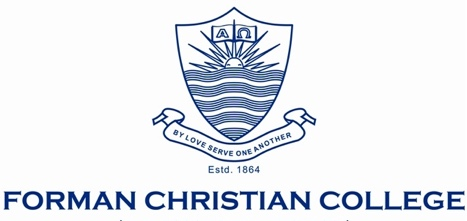 A Ω
BY LOVE SERVE ONE ANOTHER
Estd. 1864
FORMAN CHRISTIAN COLLEGE